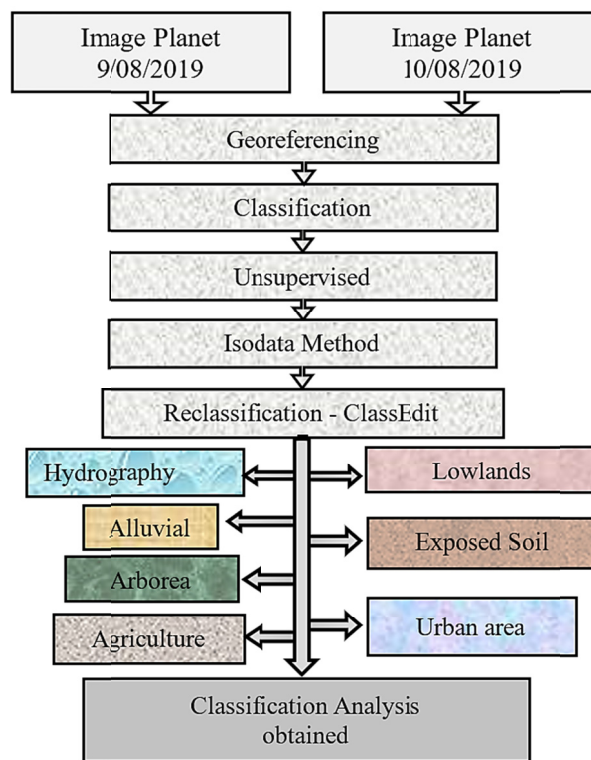 Image Planet
9/08/2019
Image Planet
10/08/2019
Georeferencing
Classification
Unsupervised
Isodata Method
Reclassification - ClassEdit
Hydrography
Lowlands
Alluvial
Exposed Soil
Arborea
Agriculture
Urban area
Classification Analysis
obtained